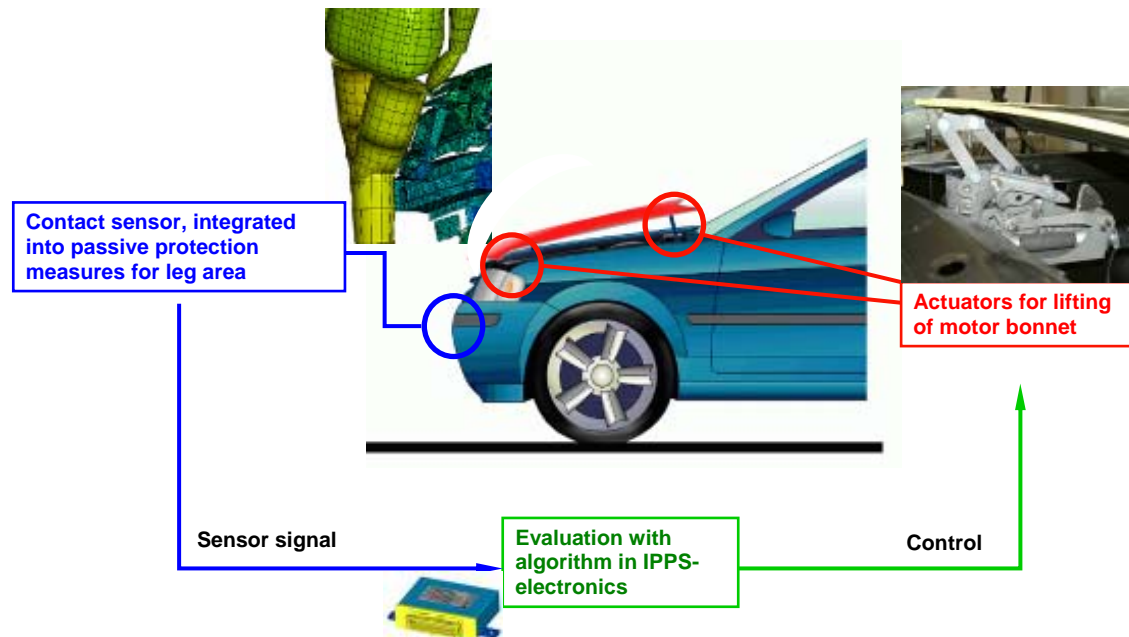 Contact sensor, integrated
into passive protection
measures for leg area
Actuators for lifting
of motor bonnet
Sensor signal
Evaluation with
algorithm in IPPS-
electronics
Control